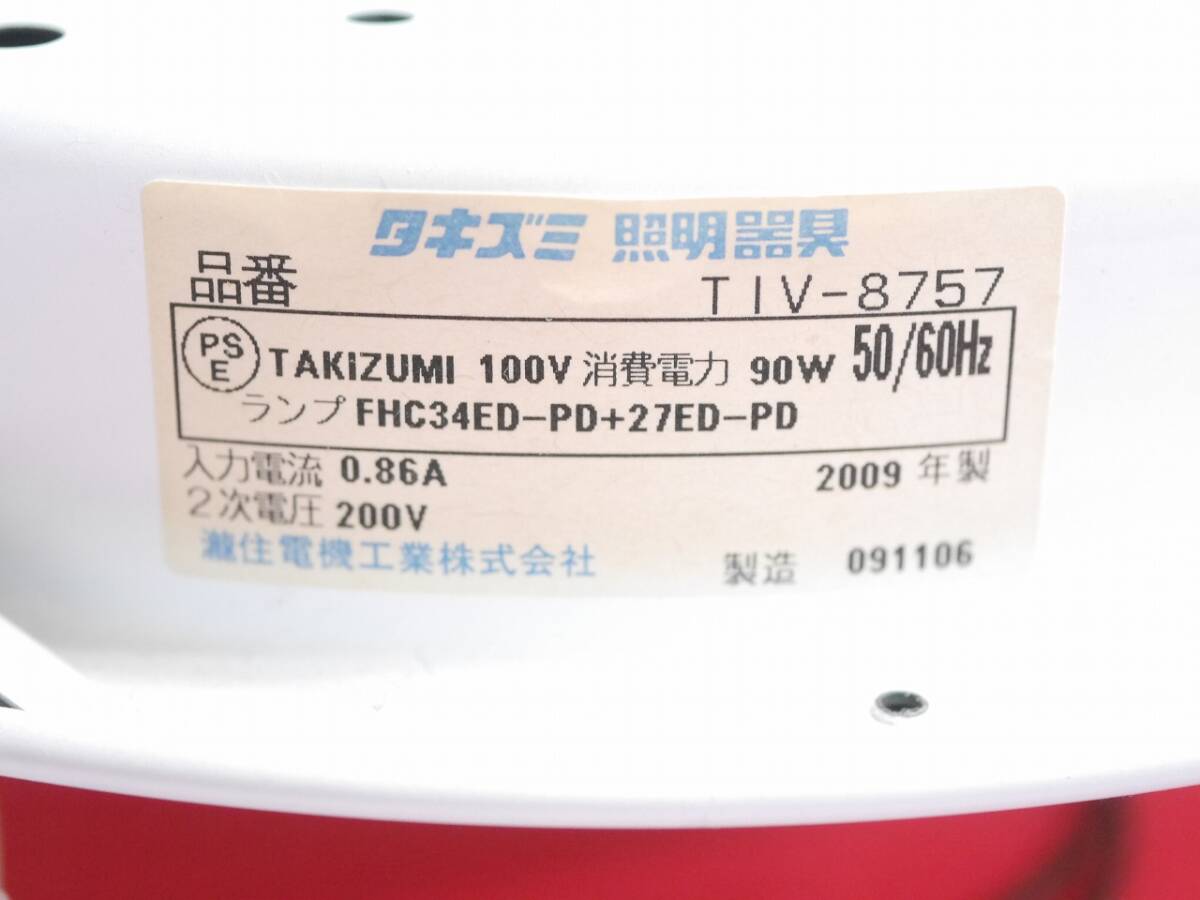 タキズミ 照明器具
品番 TIV-8757
PSE TAKiZUMI 100V 消費電力 90W 50/60Hz
ランプ FHC34ED-PD+27ED-PD
入力電流 0.86A 2009 年製
2次電圧 200V
瀧住電機工業株式会社 製造 091106